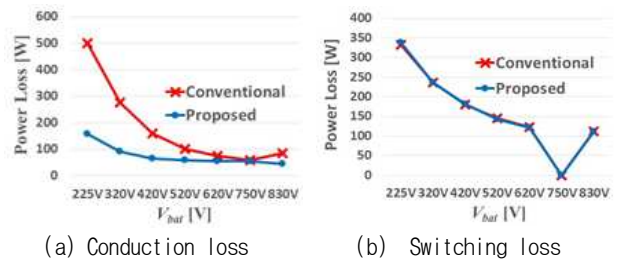 600
500
400
300
200
100
0
Power Loss [W]
Conventional
Proposed
225V 320V 420V 520V 620V 750V 830V
V_bat [V]
(a) Conduction loss
400
350
300
250
200
150
100
50
0
Power Loss [W]
Conventional
Proposed
225V 320V 420V 520V 620V 750V 830V
V_bat [V]
(b) Switching loss